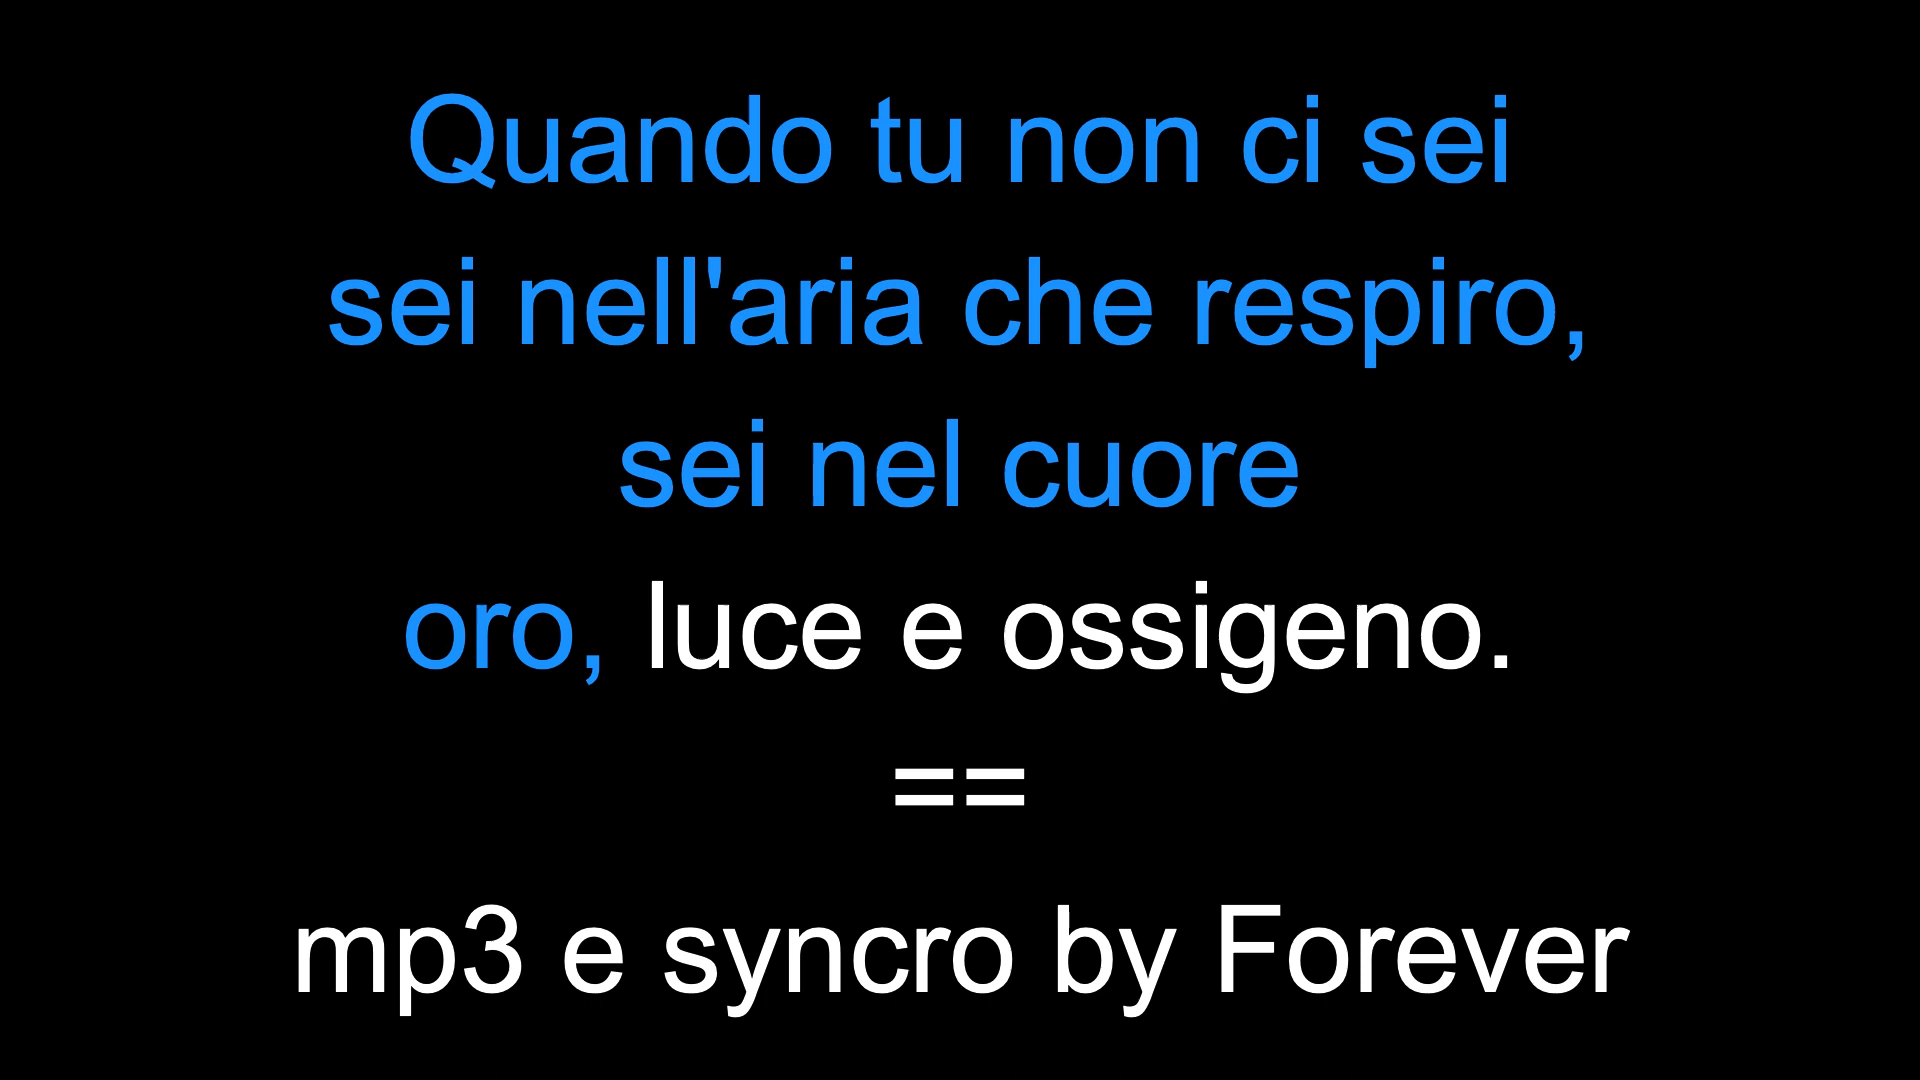 Quando tu non ci sei
sei nell'aria che respiro,
sei nel cuore
oro, luce e ossigeno.
==
mp3 e syncro by Forever